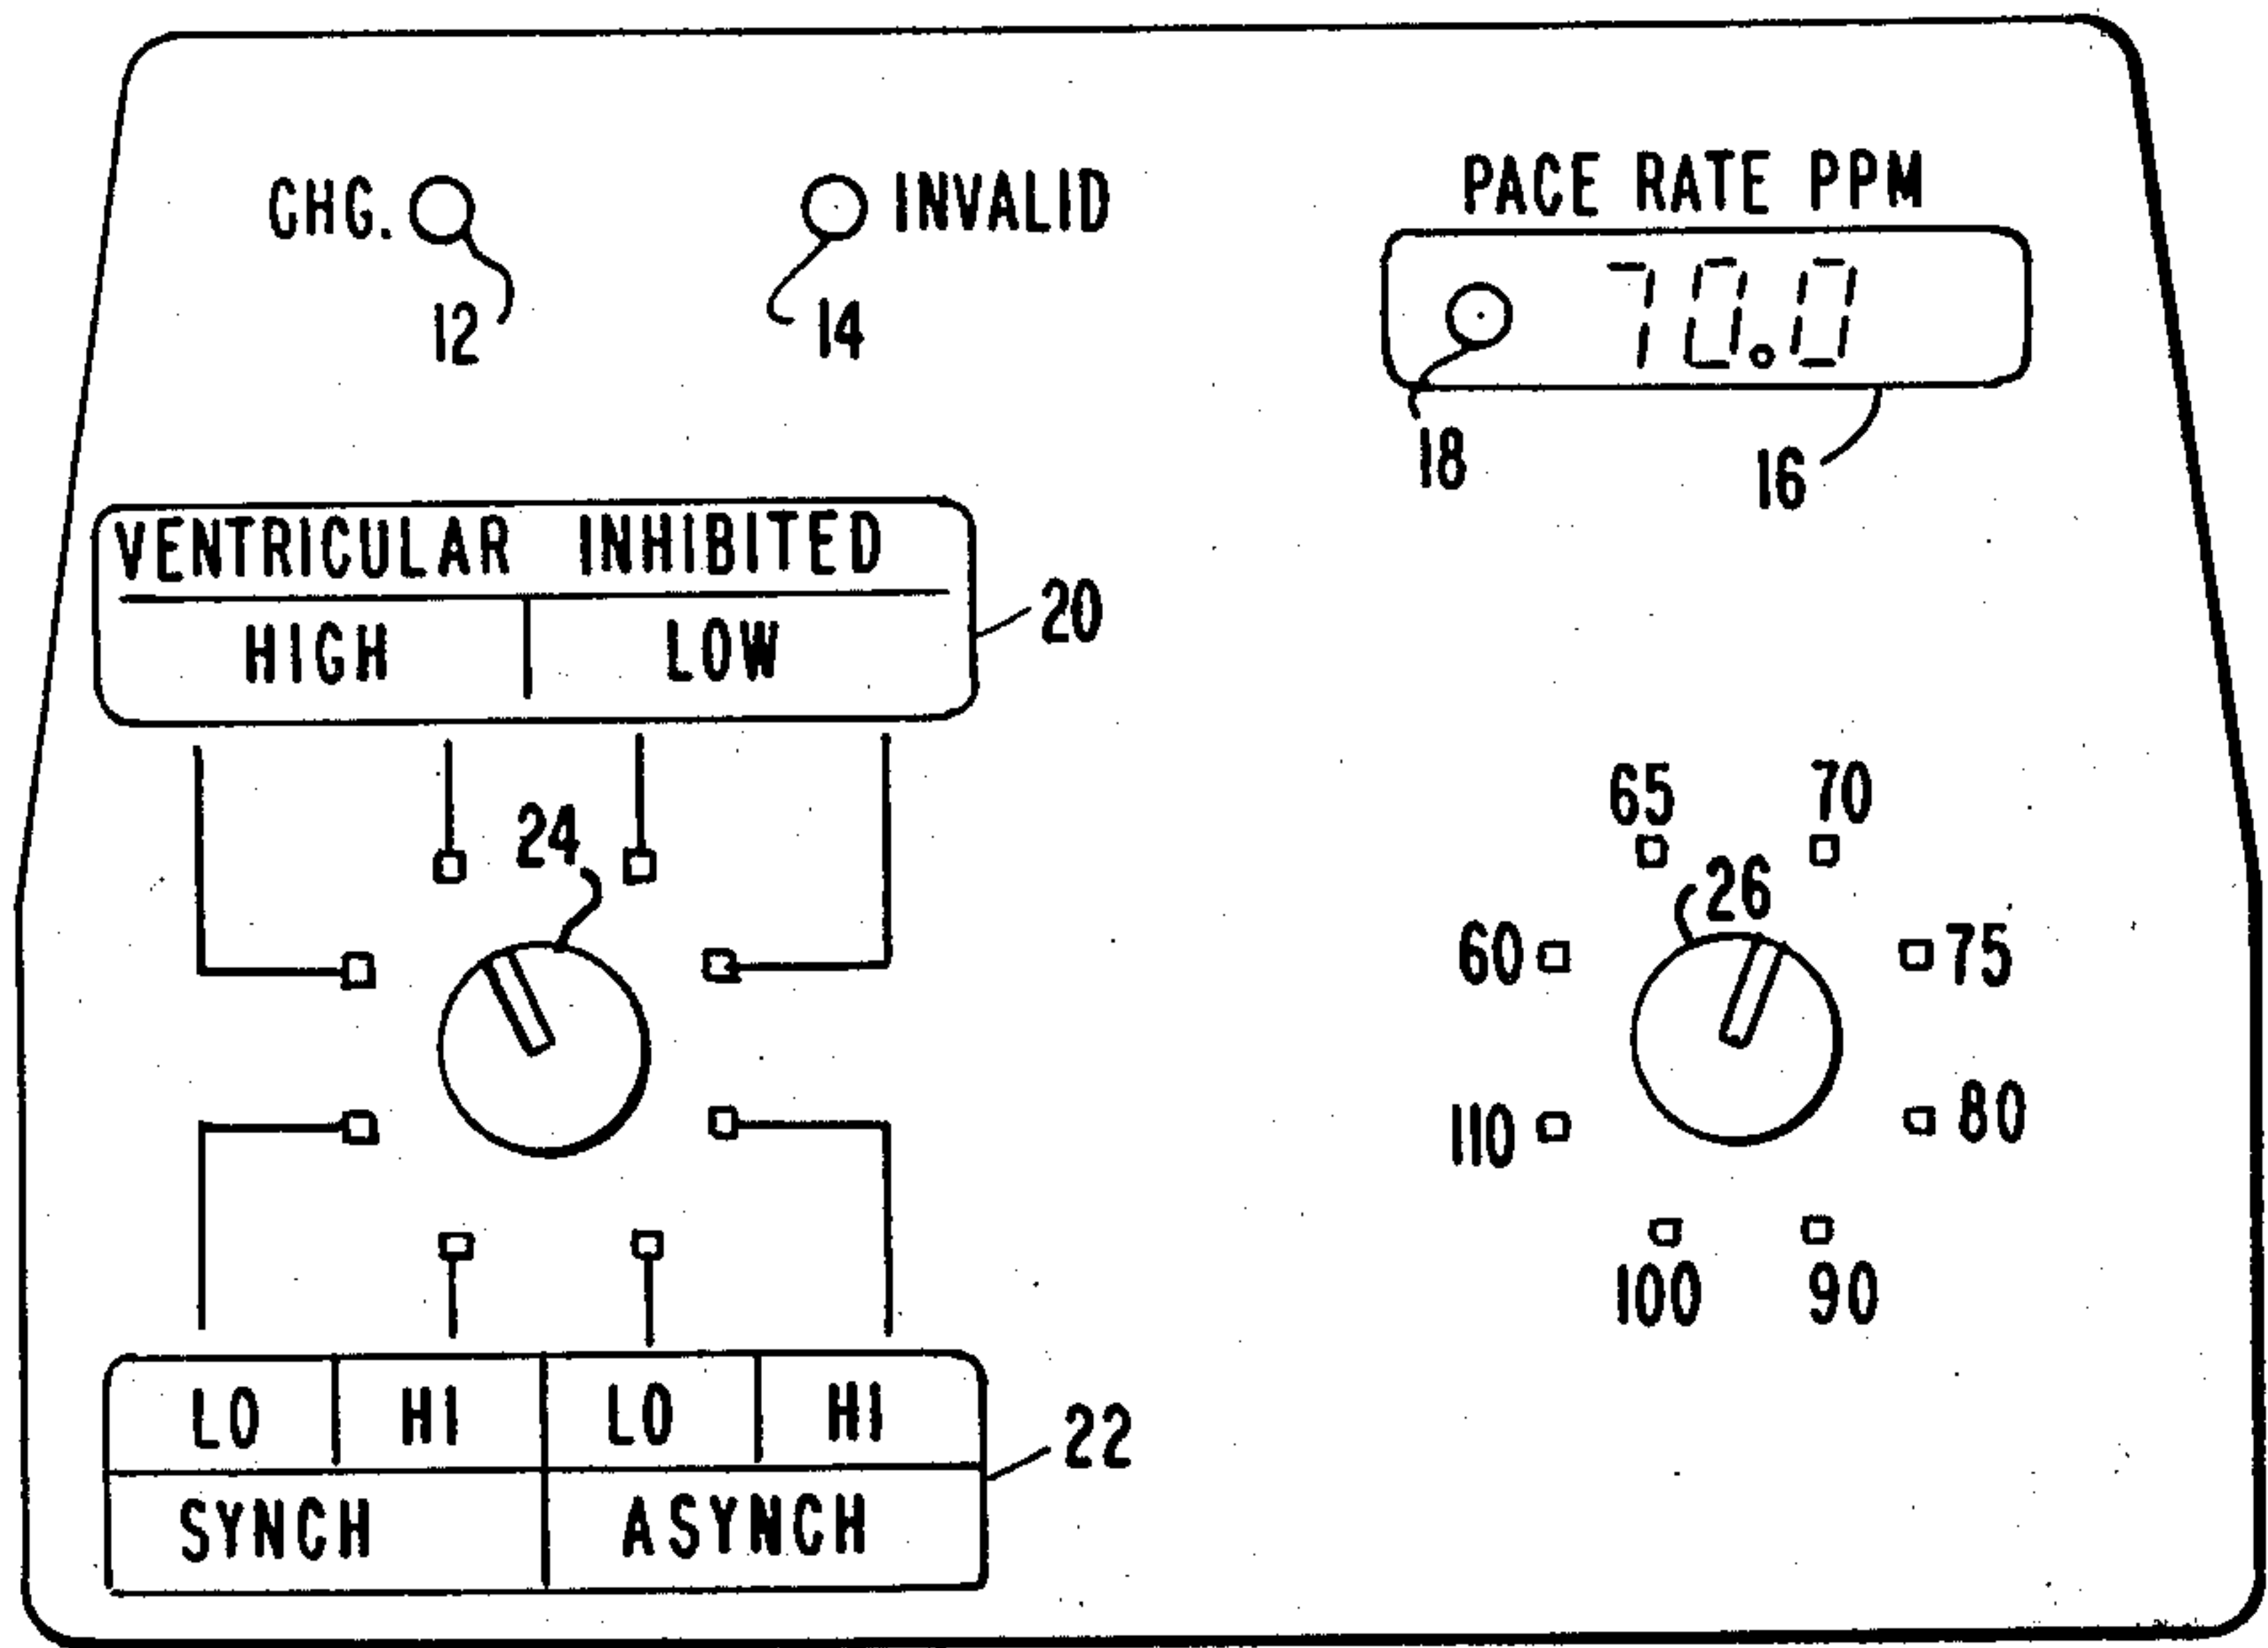 PACE RATE PPM
CHG. INVALID
12 14 70.0
18 16
VENTRICULAR INHIBITED
HIGH LOW
20
24
65 70
26
60 75
110 80
100 90
LO HI LO HI
22
SYNCH ASYNCH